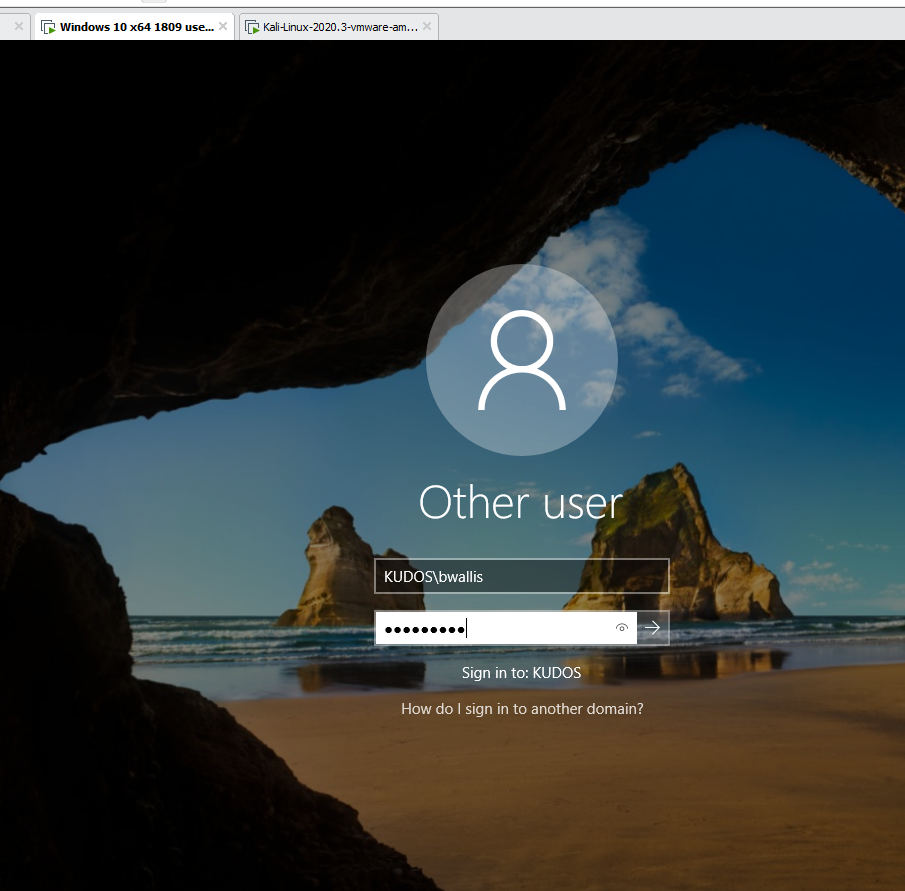 Windows 10 x64 1809 use...
Kali-Linux-2020.3-vmware-am...
Other user
KUDOS\bwallis
Sign in to: KUDOS
How do I sign in to another domain?